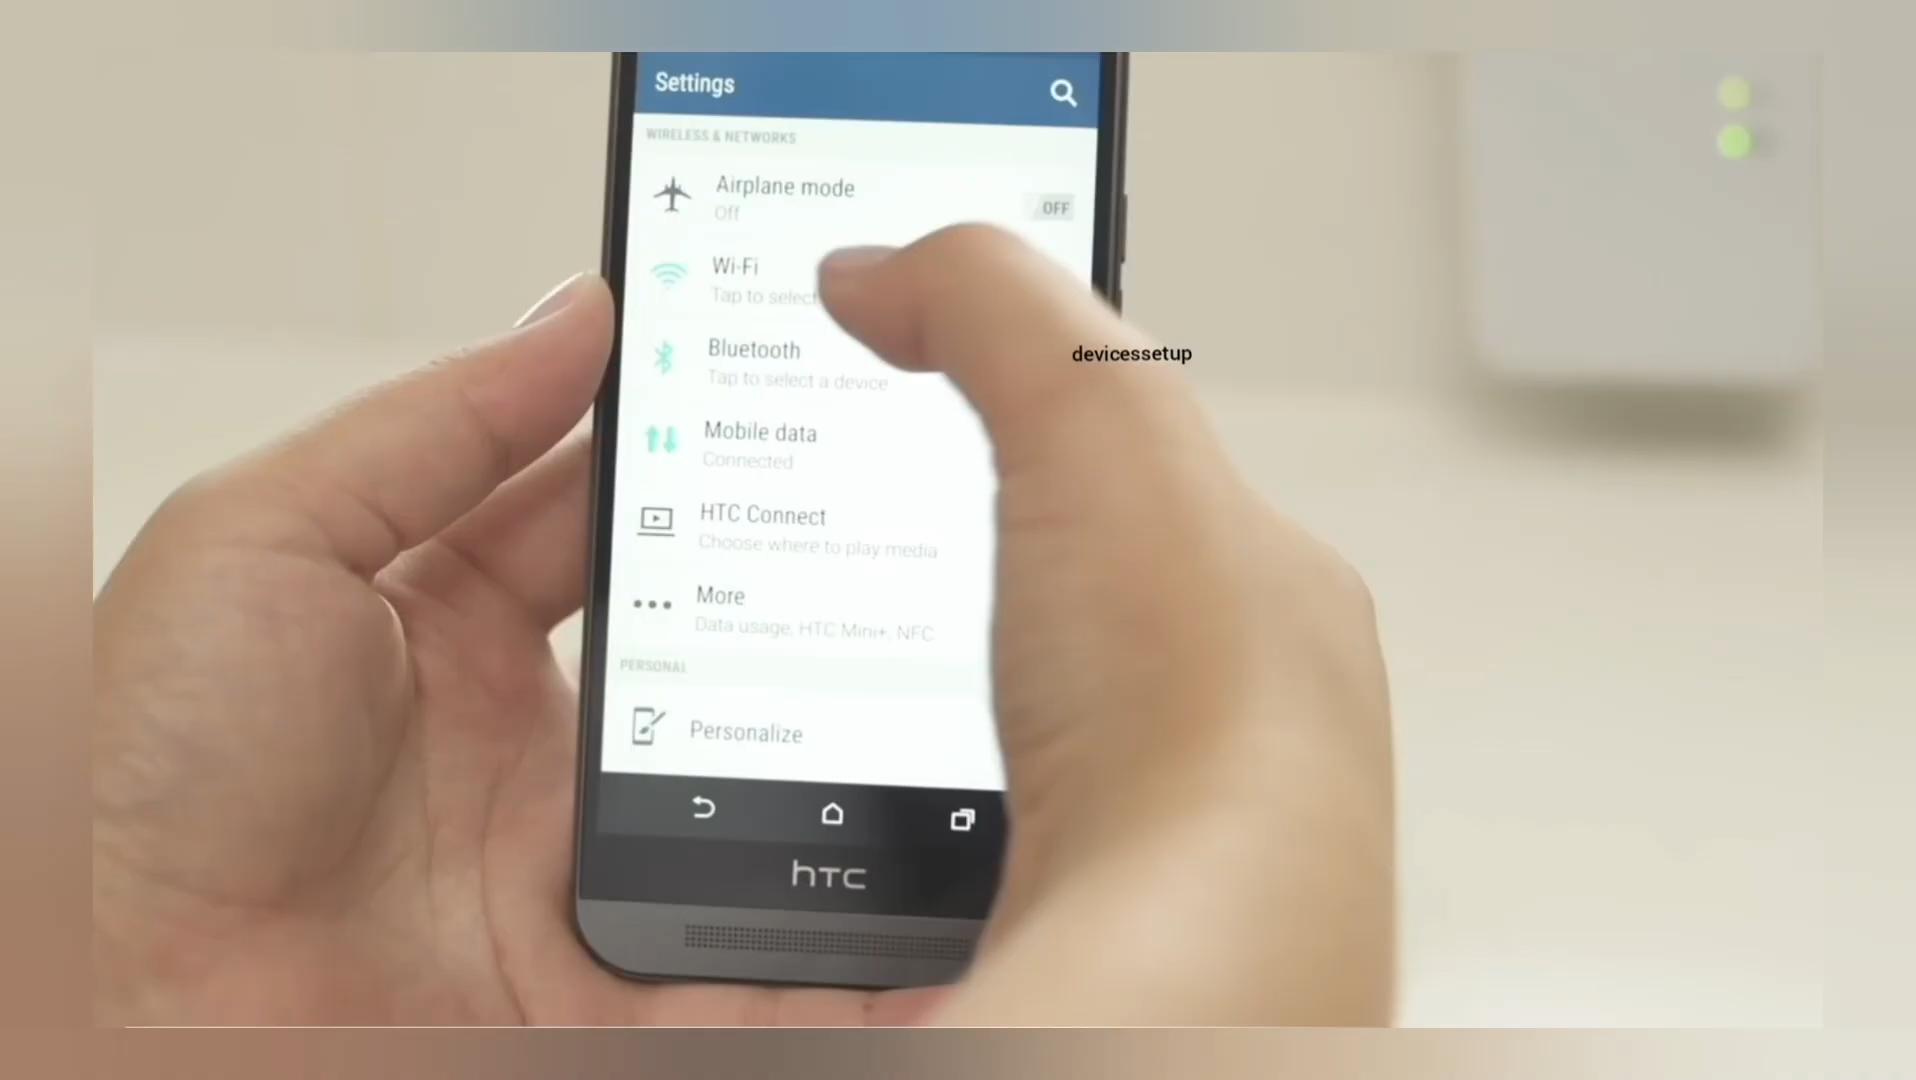 Settings
WIRELESS & NETWORKS
Airplane mode
Off
OFF
Wi-Fi
Tap to select
Bluetooth
Tap to select a device
devicessetup
Mobile data
Connected
HTC Connect
Choose where to play media
More
Data usage, HTC Mini+, NFC
PERSONAL
Personalize
hTC